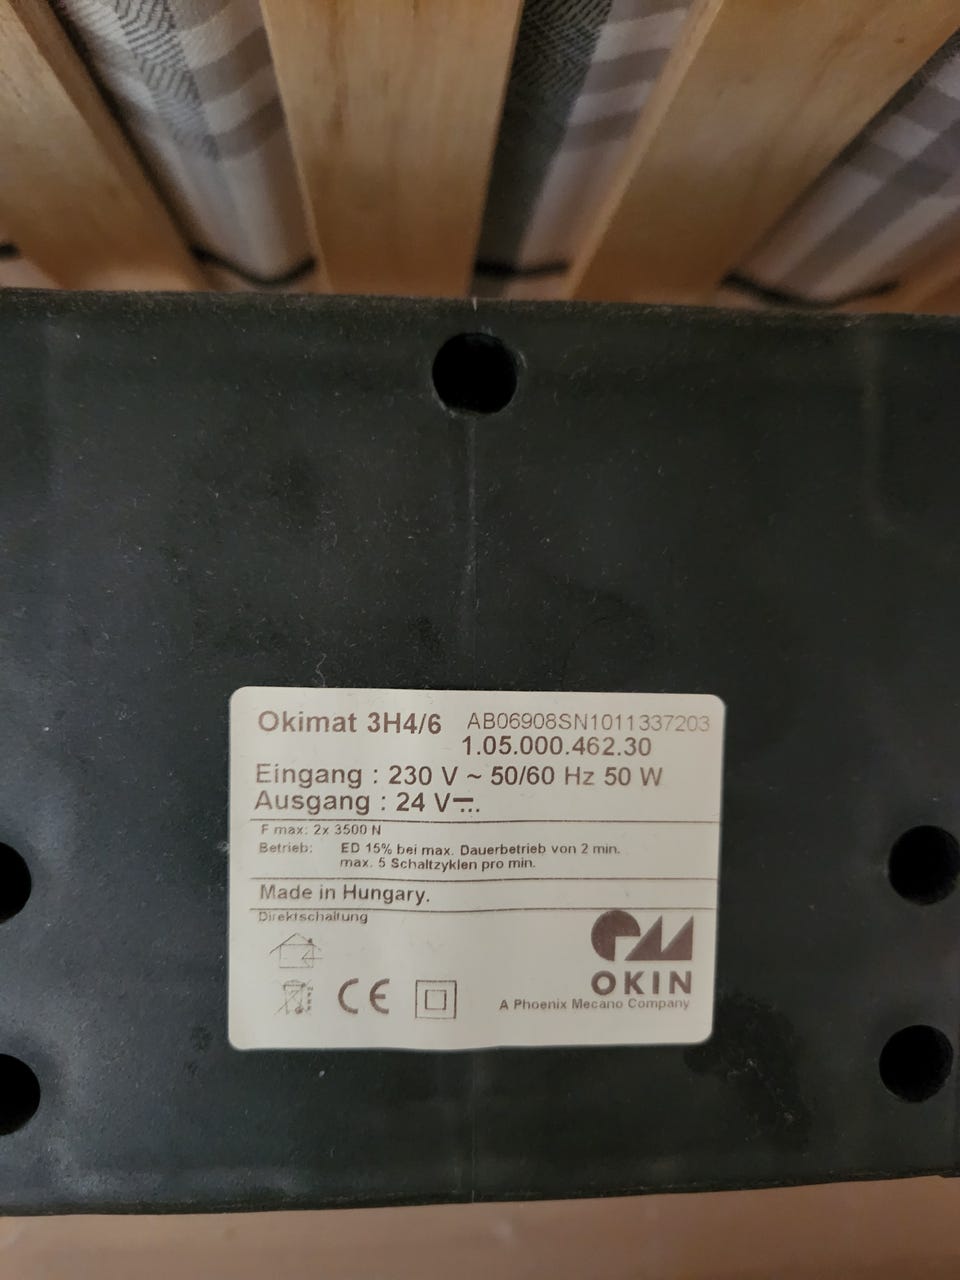 Okimat 3H4/6 AB06908SN1011337203
1.05.000.462.30
Eingang : 230 V ~ 50/60 Hz 50 W
Ausgang : 24 V⎓
F max: 2x 3500 N
Betrieb: ED 15% bei max. Dauerbetrieb von 2 min.
max. 5 Schaltzyklen pro min.
Made in Hungary.
Direktschaltung
CE
OKIN
A Phoenix Mecano Company